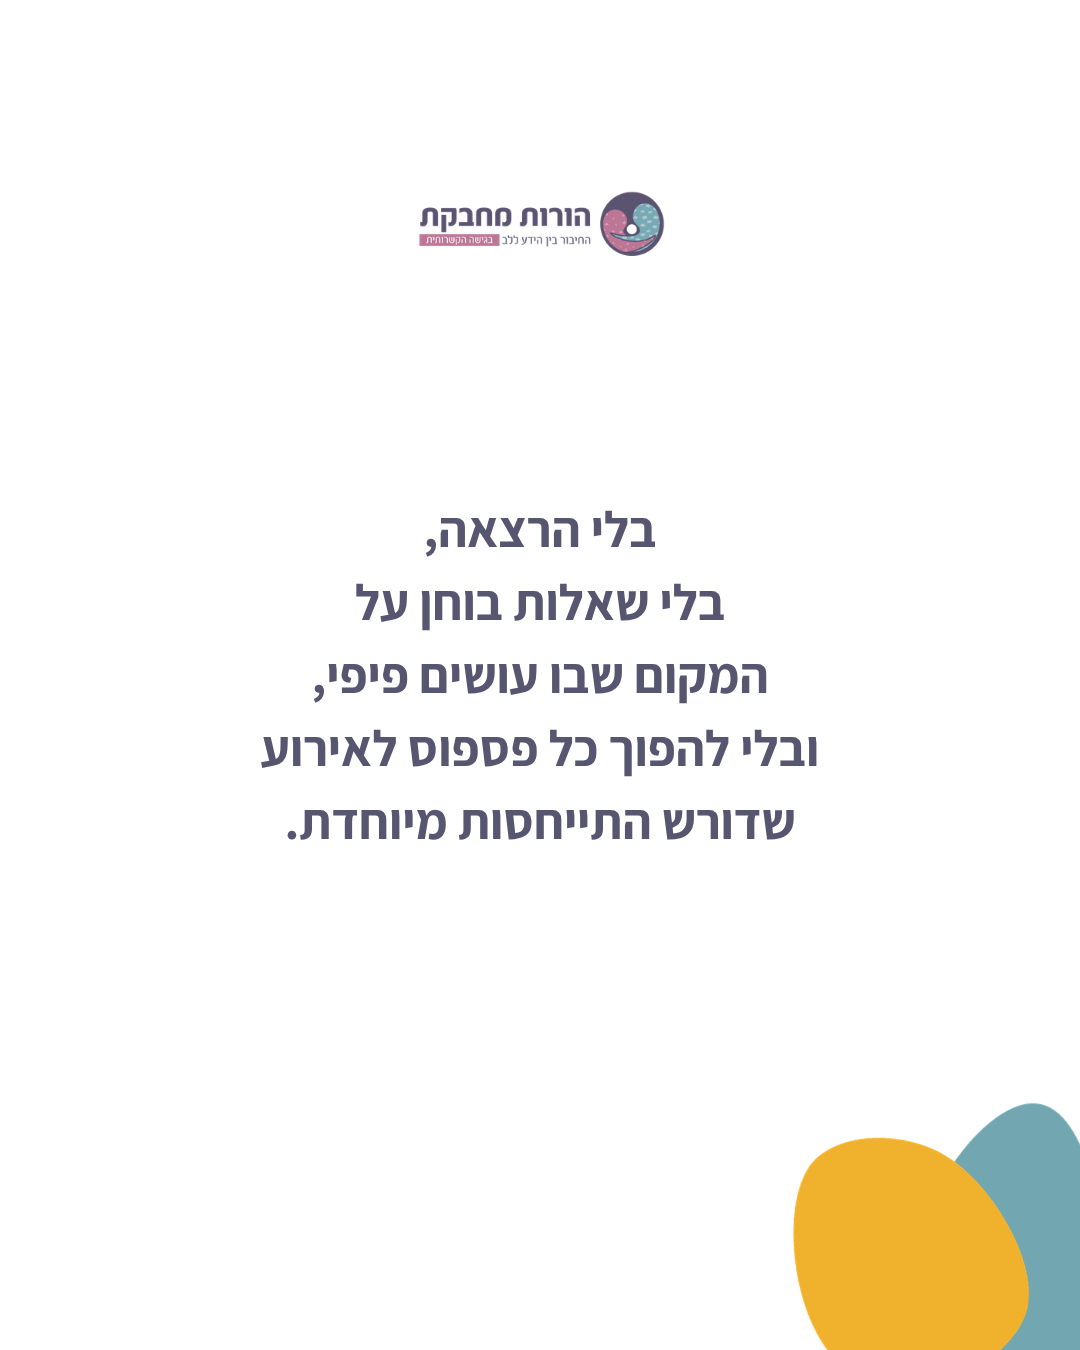 הורות מחבקת
החיבור בין הידע ללב בגישה הקשרותית
בלי הרצאה,
בלי שאלות בוחן על
המקום שבו עושים פיפי,
ובלי להפוך כל פספוס לאירוע
שדורש התייחסות מיוחדת.